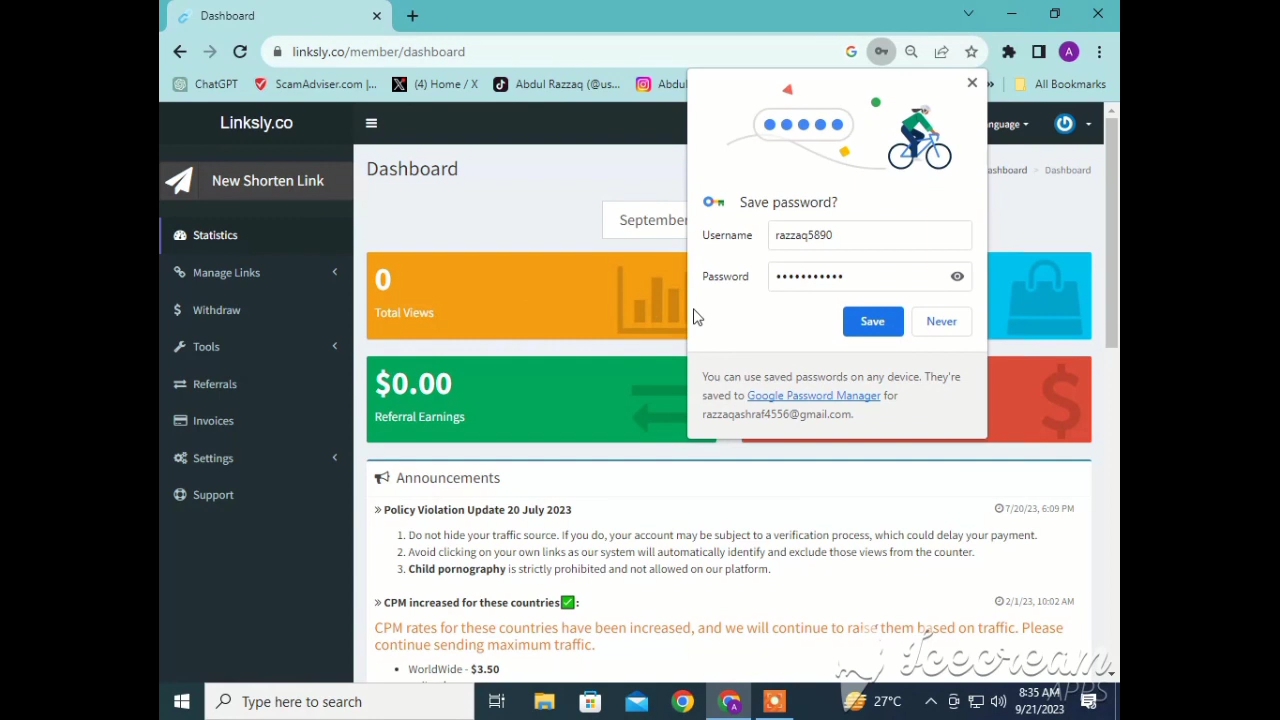 Dashboard
linksly.co/member/dashboard
ChatGPT
ScamAdviser.com |...
(4) Home / X
Abdul Razzaq (@us...
Abdul
»
All Bookmarks
A
Linksly.co
nguage
New Shorten Link
Dashboard
ashboard > Dashboard
Save password?
September
Username
razzaq5890
Statistics
0
Total Views
Password
•••••••••••
Manage Links
Withdraw
Save
Never
Tools
Referrals
$0.00
Referral Earnings
You can use saved passwords on any device. They're
saved to Google Password Manager for
razzaqashraf4556@gmail.com.
Invoices
Settings
Support
Announcements
» Policy Violation Update 20 July 2023
7/20/23, 6:09 PM
1. Do not hide your traffic source. If you do, your account may be subject to a verification process, which could delay your payment.
2. Avoid clicking on your own links as our system will automatically identify and exclude those views from the counter.
3. Child pornography is strictly prohibited and not allowed on our platform.
» CPM increased for these countries✅:
2/1/23, 10:02 AM
CPM rates for these countries have been increased, and we will continue to raise them based on traffic. Please
continue sending maximum traffic.
• WorldWide - $3.50
Icecream
APPS
Type here to search
27°C
8:35 AM
9/21/2023